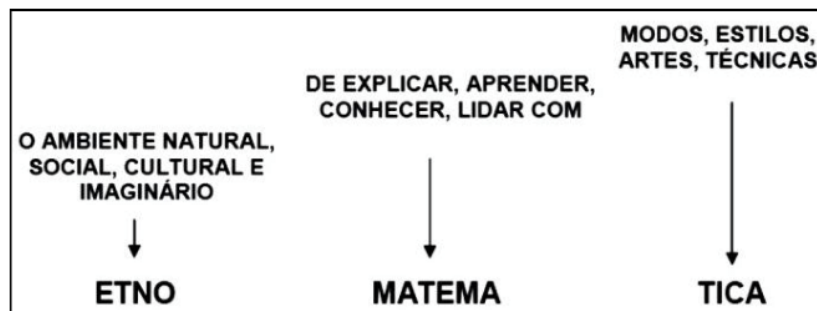 MODOS, ESTILOS,
ARTES, TÉCNICAS
DE EXPLICAR, APRENDER,
CONHECER, LIDAR COM
O AMBIENTE NATURAL,
SOCIAL, CULTURAL E
IMAGINÁRIO
ETNO
MATEMA
TICA